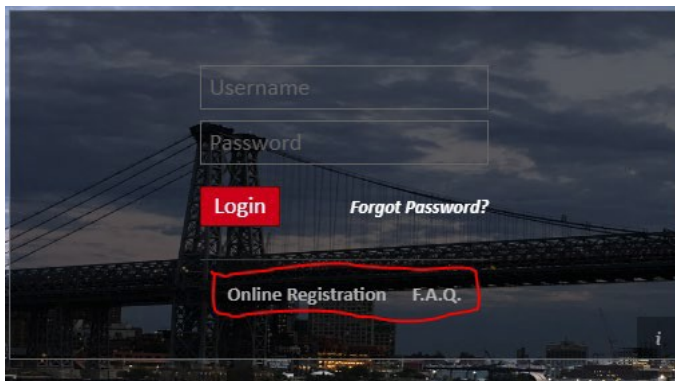 Username
Password
Login Forgot Password?
Online Registration F.A.Q.
i